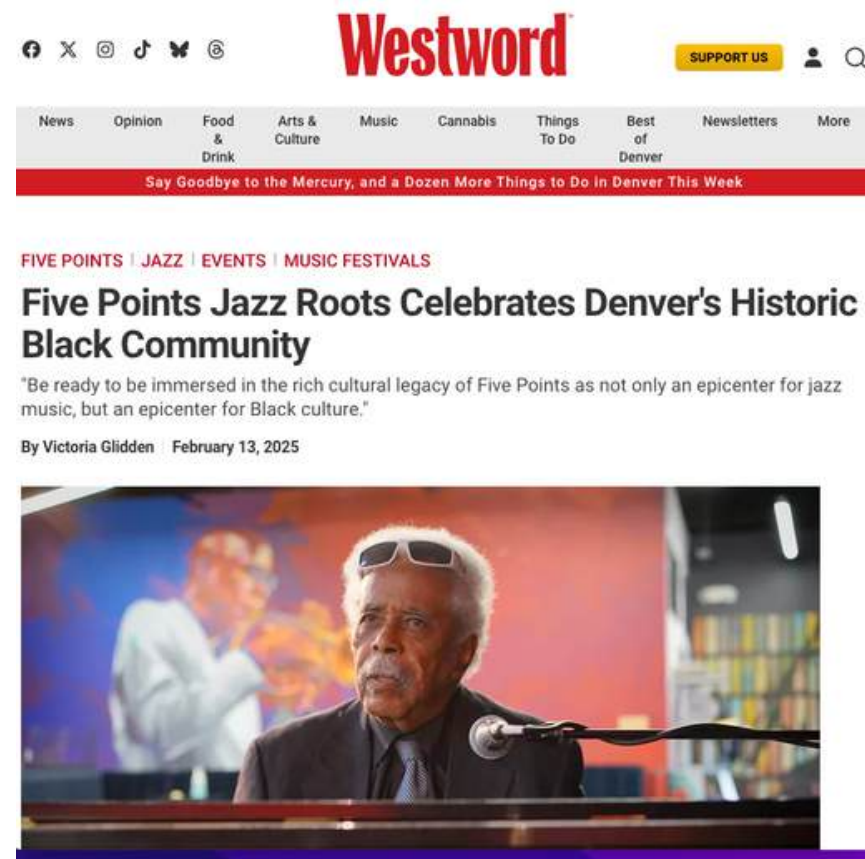 Westword
SUPPORT US
News
Opinion
Food
&
Drink
Arts &
Culture
Music
Cannabis
Things
To Do
Best
of
Denver
Newsletters
More
Say Goodbye to the Mercury, and a Dozen More Things to Do in Denver This Week
FIVE POINTS | JAZZ | EVENTS | MUSIC FESTIVALS
Five Points Jazz Roots Celebrates Denver's Historic
Black Community
"Be ready to be immersed in the rich cultural legacy of Five Points as not only an epicenter for jazz
music, but an epicenter for Black culture."
By Victoria Glidden | February 13, 2025